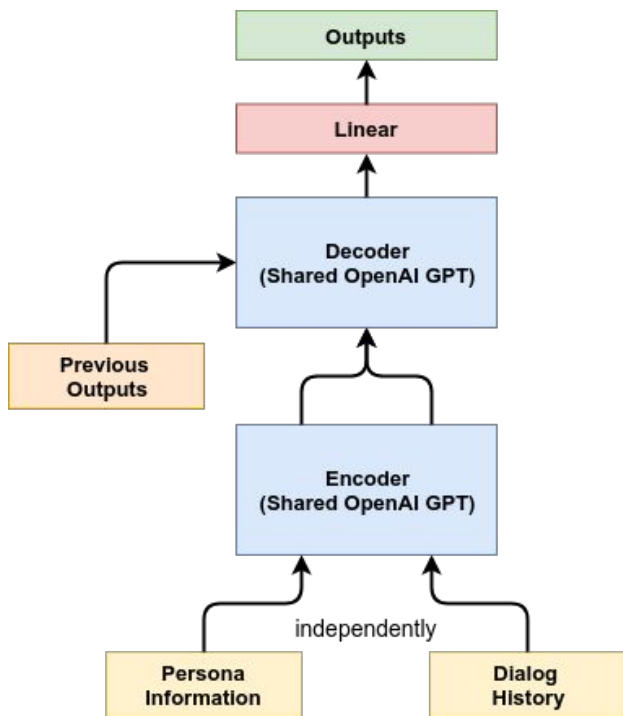 Outputs
Linear
Decoder
(Shared OpenAI GPT)
Previous
Outputs
Encoder
(Shared OpenAI GPT)
independently
Persona
Information
Dialog
History